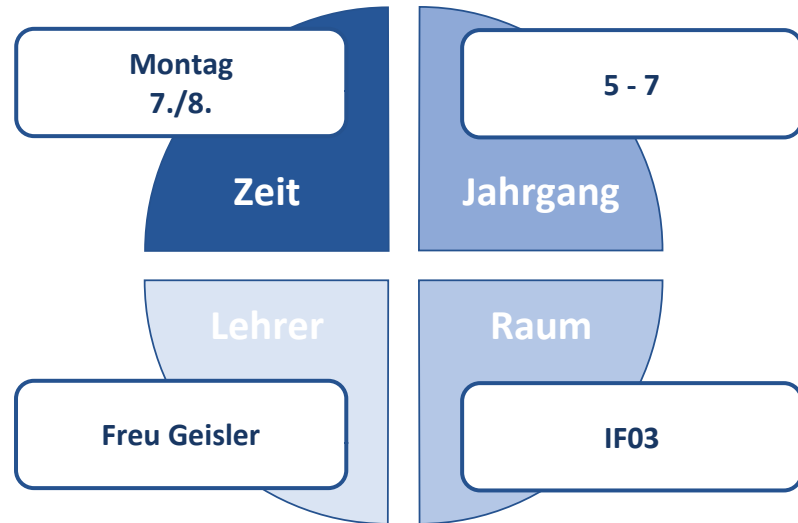 Montag
7./8.
Zeit
5 - 7
Jahrgang
Lehrer
Freu Geisler
Raum
IF03